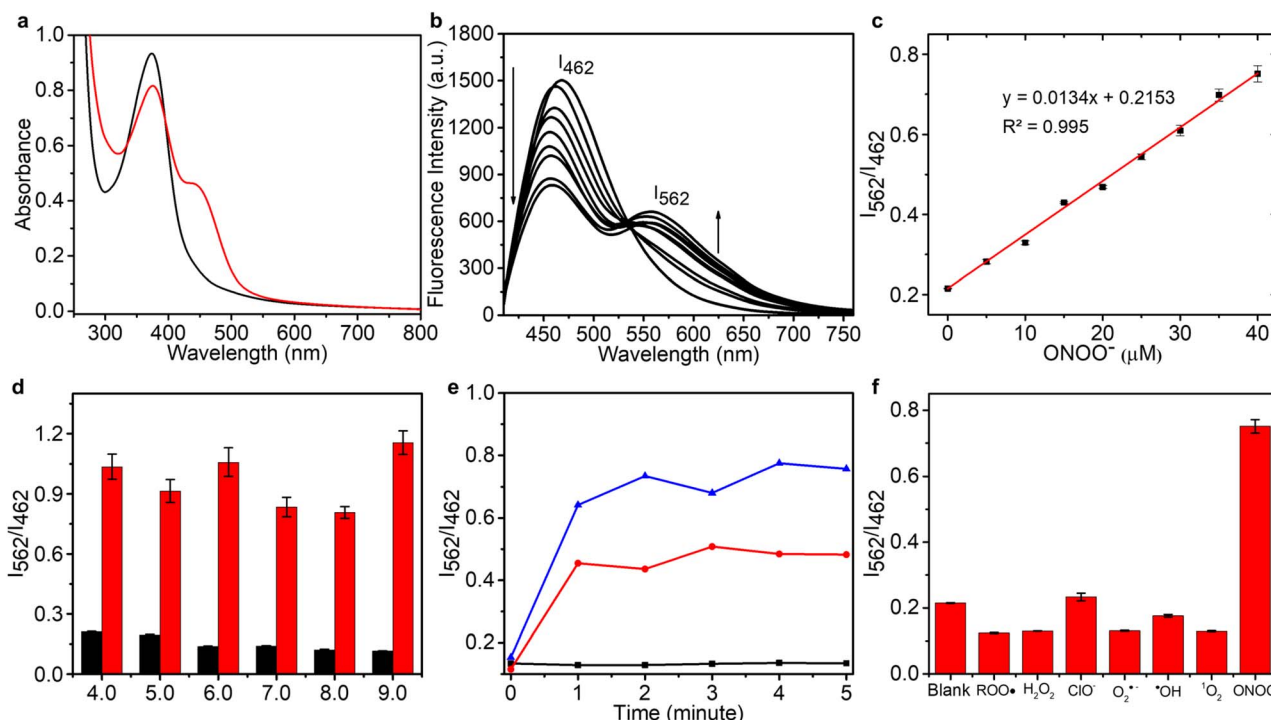 a
Absorbance
1.0
0.8
0.6
0.4
0.2
0.0
300 400 500 600 700 800
Wavelength (nm)
b
Fluorescence Intensity (a.u.)
1800
1500
1200
900
600
300
0
I₄₆₂
I₅₆₂
450 500 550 600 650 700 750
Wavelength (nm)
c
I₅₆₂/I₄₆₂
0.8
0.6
0.4
0.2
y = 0.0134x + 0.2153
R² = 0.995
0 10 20 30 40
ONOO⁻ (μM)
d
I₅₆₂/I₄₆₂
1.2
0.9
0.6
0.3
0.0
4.0 5.0 6.0 7.0 8.0 9.0
e
I₅₆₂/I₄₆₂
1.0
0.8
0.6
0.4
0.2
0 1 2 3 4 5
Time (minute)
f
I₅₆₂/I₄₆₂
0.8
0.6
0.4
0.2
0.0
Blank ROO• H₂O₂ ClO⁻ O₂•⁻ •OH ¹O₂ ONOO